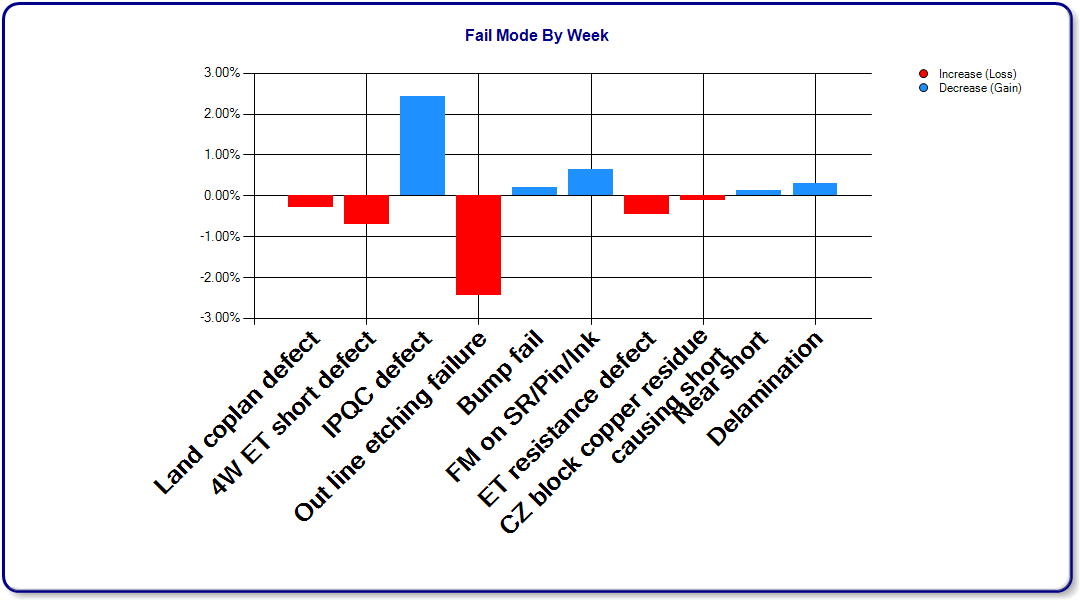 Fail Mode By Week
Increase (Loss)
Decrease (Gain)
3.00%
2.00%
1.00%
0.00%
-1.00%
-2.00%
-3.00%
Land coplan defect
4W ET short defect
IPQC defect
Out line etching failure
Bump fail
FM on SR/Pin/Ink
ET resistance defect
CZ block copper residue
causing short
Near short
Delamination